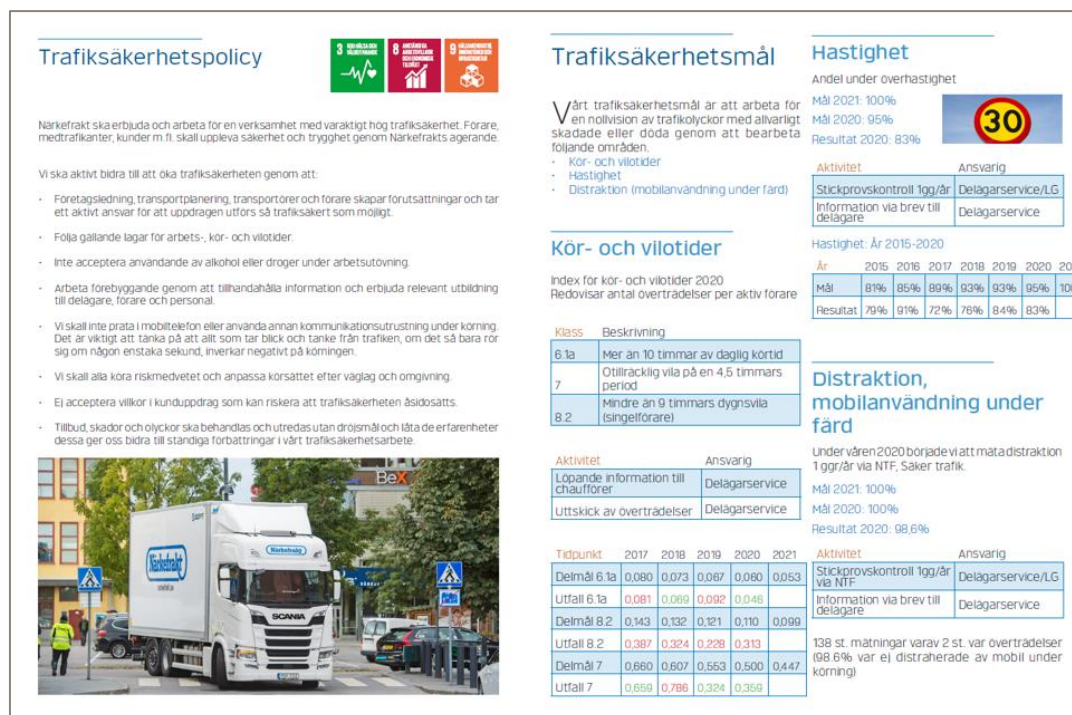 Trafiksäkerhetspolicy
3 GOD HÄLSA OCH VÄLBEFINNANDE
8 ANSTÄNDIGA ARBETSVILLKOR OCH EKONOMISK TILLVÄXT
9 HÅLLBAR INDUSTRI, INNOVATIONER OCH INFRASTRUKTUR
Närkefrakt ska erbjuda och arbeta för en verksamhet med varaktigt hög trafiksäkerhet. Förare,
medtrafikanter, kunder m.fl. skall uppleva säkerhet och trygghet genom Närkefrakts agerande.
Vi ska aktivt bidra till att öka trafiksäkerheten genom att:
· Företagsledning, transportplanering, transportörer och förare skapar förutsättningar och tar
ett aktivt ansvar för att uppdragen utförs så trafiksäkert som möjligt.
· Följa gällande lagar för arbets-, kör- och vilotider.
· Inte acceptera användande av alkohol eller droger under arbetsutövning.
· Arbeta förebyggande genom att tillhandahålla information och erbjuda relevant utbildning
till delägare, förare och personal.
· Vi skall inte prata i mobiltelefon eller använda annan kommunikationsutrustning under körning.
Det är viktigt att tänka på att allt som tar blick och tanke från trafiken, om det så bara rör
sig om någon enstaka sekund, inverkar negativt på körningen.
· Vi skall alla köra riskmedvetet och anpassa körsättet efter väglag och omgivning.
· Ej acceptera villkor i kunduppdrag som kan riskera att trafiksäkerheten åsidosätts.
· Tillbud, skador och olyckor ska behandlas och utredas utan dröjsmål och låta de erfarenheter
dessa ger oss bidra till ständiga förbättringar i vårt trafiksäkerhetsarbete.
BeX
Närkefrakt
Närkefrakt
SCANIA
Trafiksäkerhetsmål
Vårt trafiksäkerhetsmål är att arbeta för
en nollvision av trafikolyckor med allvarligt
skadade eller döda genom att bearbeta
följande områden.
· Kör- och vilotider
· Hastighet
· Distraktion (mobilanvändning under färd)
Kör- och vilotider
Index för kör- och vilotider 2020
Redovisar antal överträdelser per aktiv förare
Klass Beskrivning
6.1a Mer än 10 timmar av daglig körtid
7 Otillräcklig vila på en 4,5 timmars
period
8.2 Mindre än 9 timmars dygnsvila
(singelförare)
Aktivitet Ansvarig
Löpande information till
chaufförer Delägarservice
Uttskick av överträdelser Delägarservice
Tidpunkt 2017 2018 2019 2020 2021
Delmål 6.1a 0,080 0,073 0,067 0,060 0,053
Utfall 6.1a 0,081 0,069 0,092 0,046
Delmål 8.2 0,143 0,132 0,121 0,110 0,099
Utfall 8.2 0,387 0,324 0,228 0,313
Delmål 7 0,660 0,607 0,553 0,500 0,447
Utfall 7 0,659 0,786 0,324 0,359
Hastighet
Andel under överhastighet
Mål 2021: 100%
Mål 2020: 95%
Resultat 2020: 83%
30
Aktivitet Ansvarig
Stickprovskontroll 1gg/år Delägarservice/LG
Information via brev till
delägare Delägarservice
Hastighet: År 2015-2020
År 2015 2016 2017 2018 2019 2020 20
Mål 81% 85% 89% 93% 93% 95% 100
Resultat 79% 91% 72% 76% 84% 83%
Distraktion,
mobilanvändning under
färd
Under våren 2020 började vi att mäta distraktion
1 ggr/år via NTF, Säker trafik.
Mål 2021: 100%
Mål 2020: 100%
Resultat 2020: 98,6%
Aktivitet Ansvarig
Stickprovskontroll 1gg/år
via NTF Delägarservice/LG
Information via brev till
delägare Delägarservice
138 st. mätningar varav 2 st. var överträdelser
(98.6% var ej distraherade av mobil under
körning)